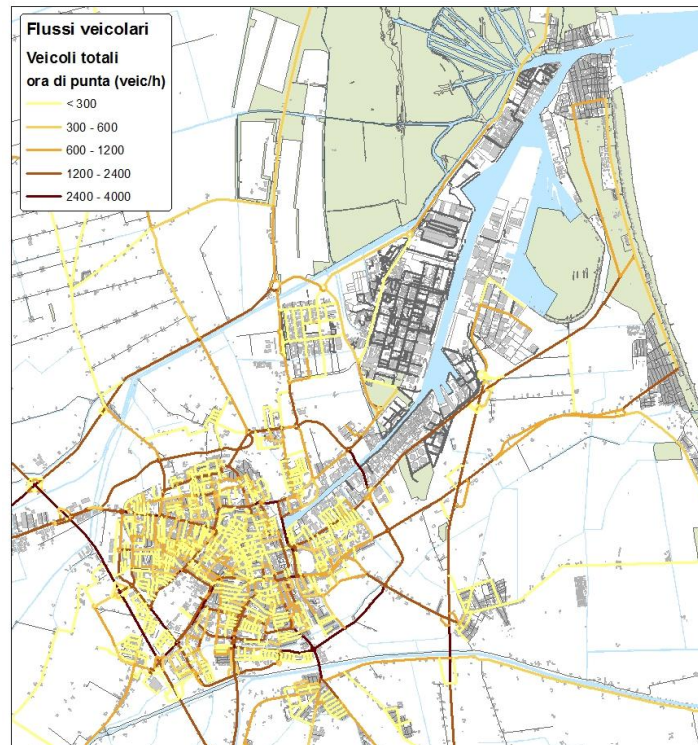 Flussi veicolari
Veicoli totali
ora di punta (veic/h)
< 300
300 - 600
600 - 1200
1200 - 2400
2400 - 4000